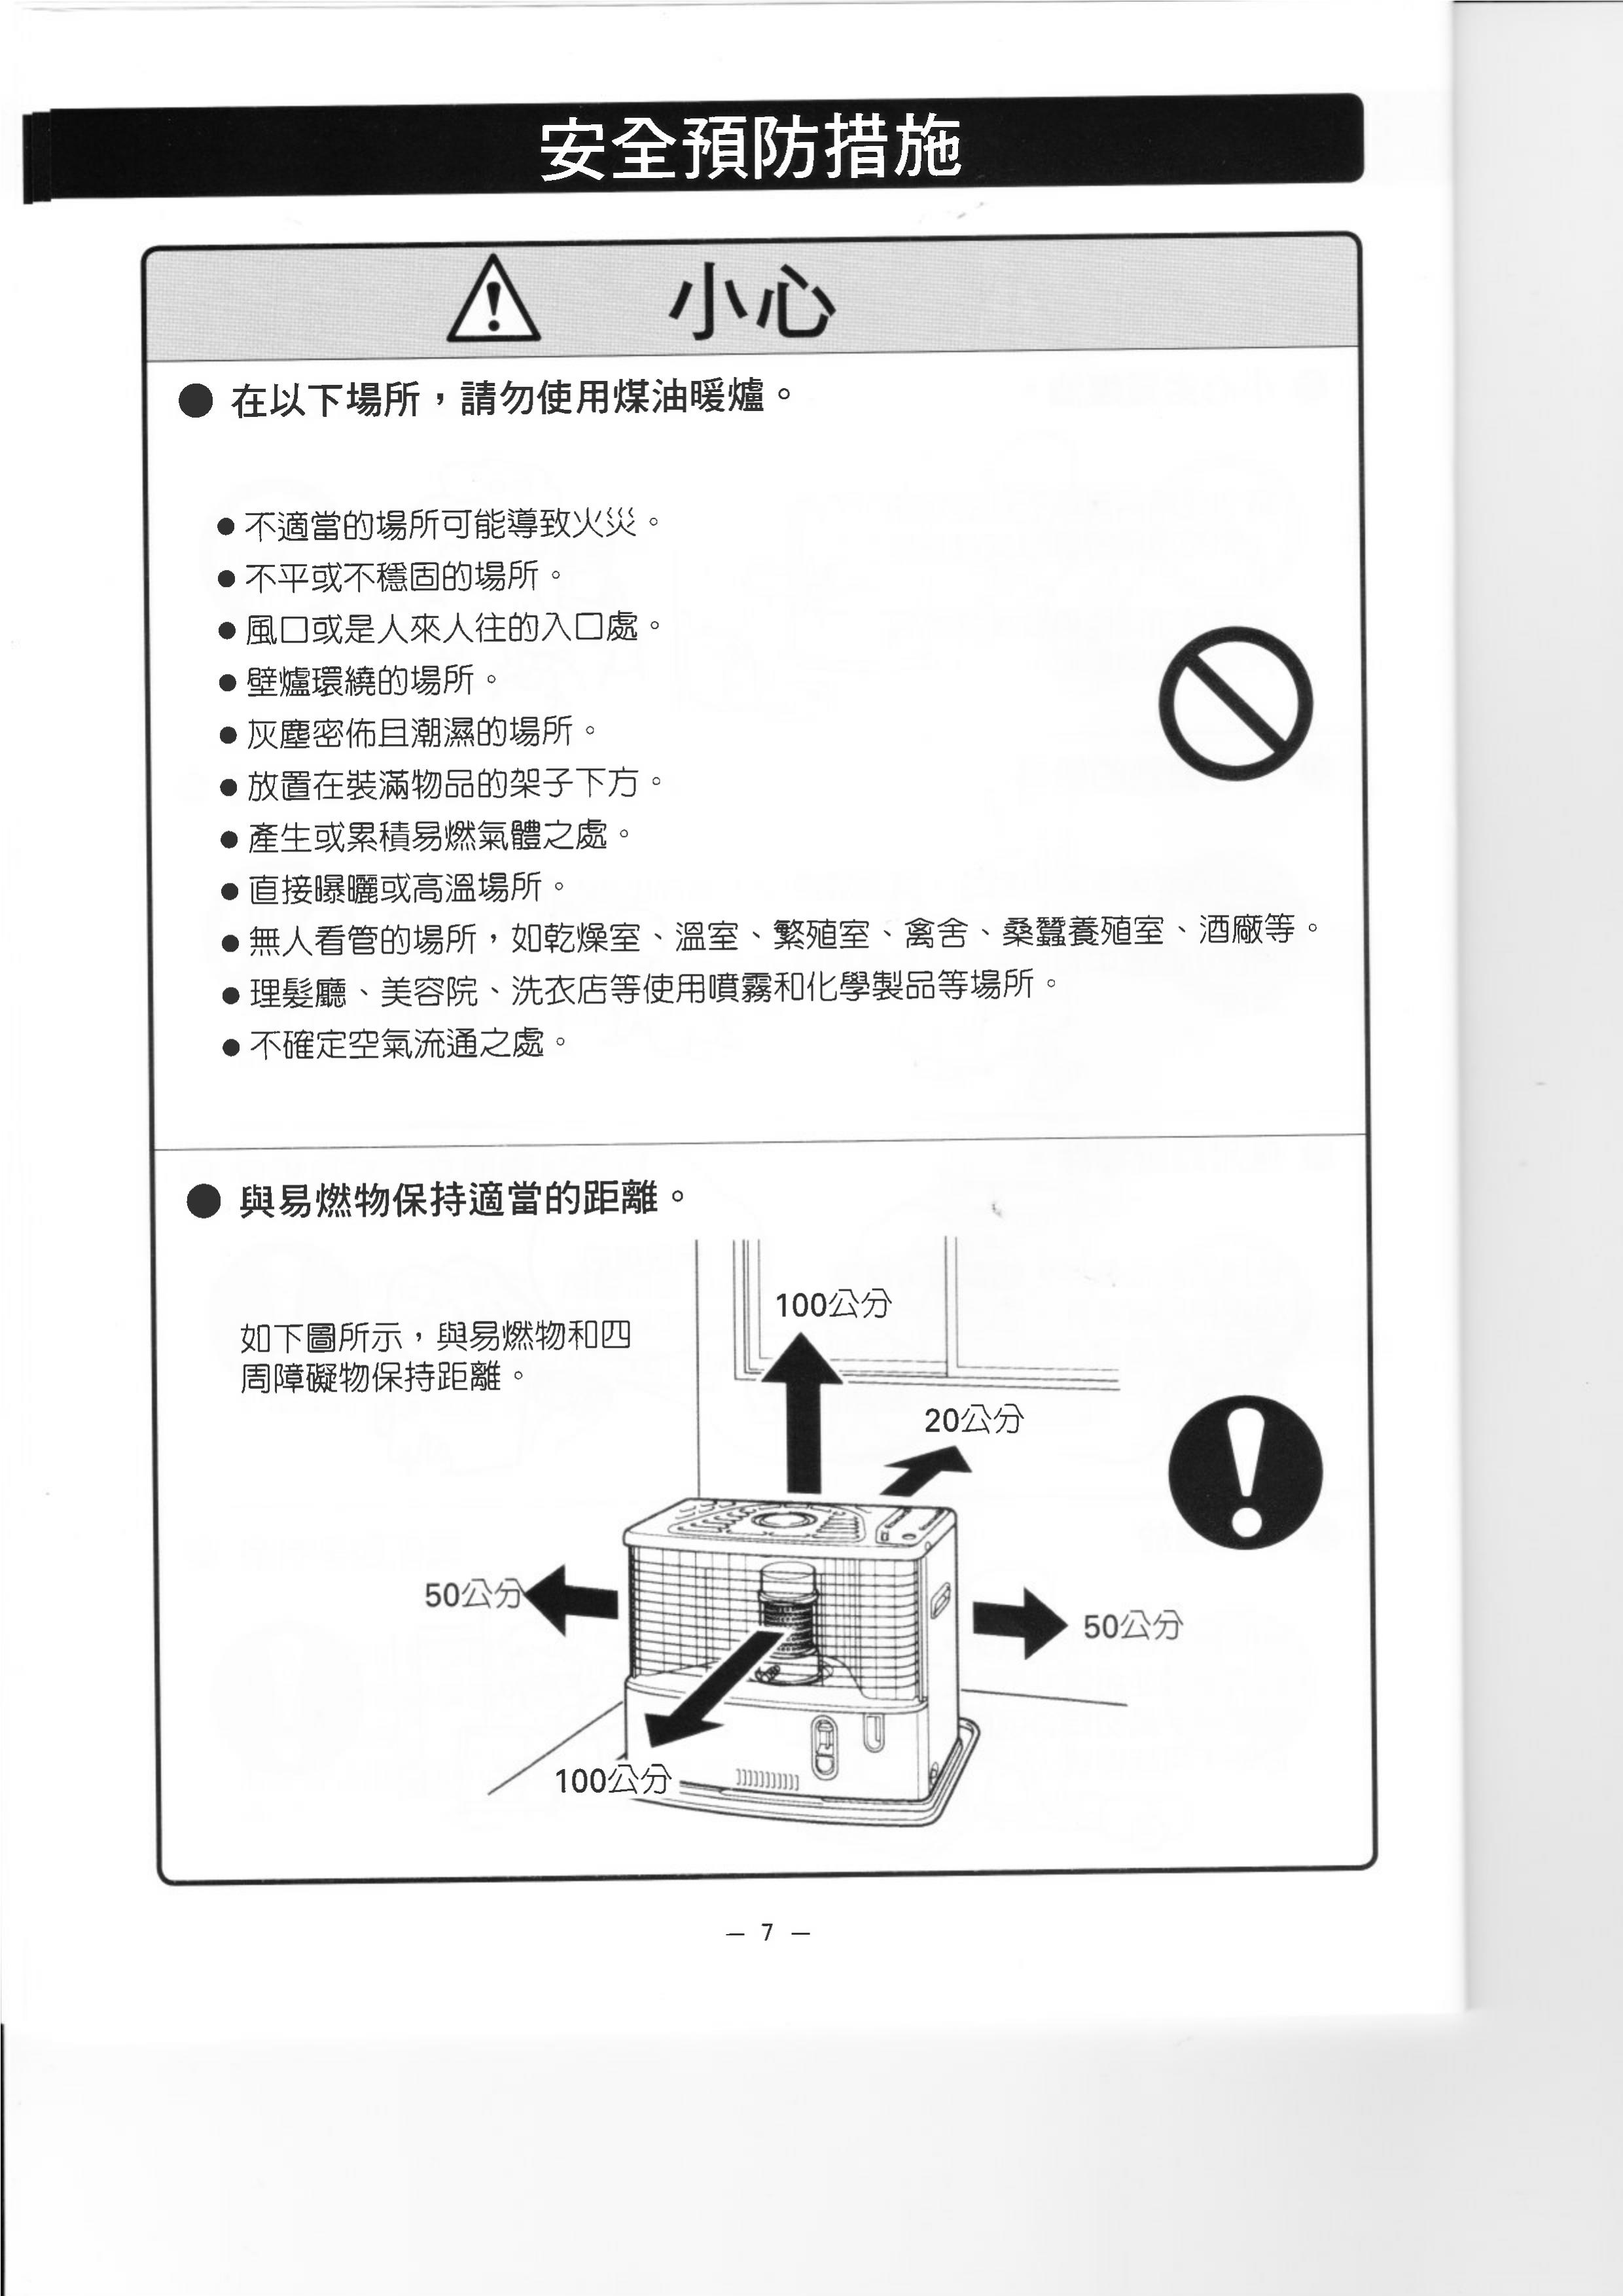 安全預防措施
小心
● 在以下場所，請勿使用煤油暖爐。
● 不適當的場所可能導致火災。
● 不平或不穩固的場所。
● 風口或是人來人往的入口處。
● 壁爐環繞的場所。
● 灰塵密佈且潮濕的場所。
● 放置在裝滿物品的架子下方。
● 產生或累積易燃氣體之處。
● 直接曝曬或高溫場所。
● 無人看管的場所，如乾燥室、溫室、繁殖室、禽舍、桑蠶養殖室、酒廠等。
● 理髮廳、美容院、洗衣店等使用噴霧和化學製品等場所。
● 不確定空氣流通之處。
● 與易燃物保持適當的距離。
如下圖所示，與易燃物和四
周障礙物保持距離。
100公分
20公分
50公分
50公分
100公分
— 7 —